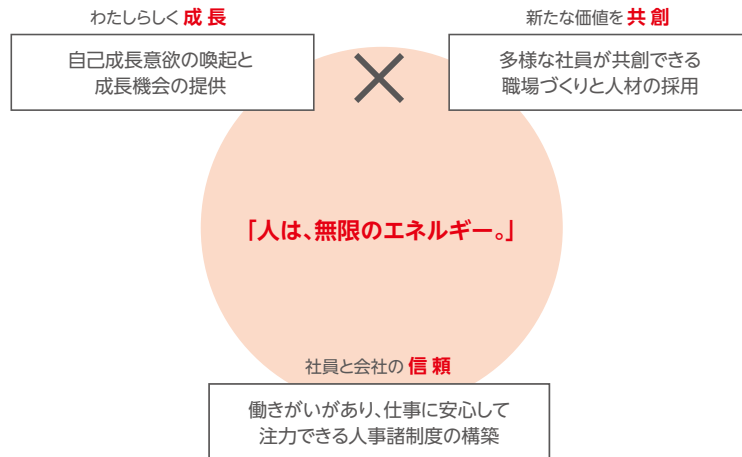 わたしらしく 成長
自己成長意欲の喚起と
成長機会の提供
新たな価値を 共創
多様な社員が共創できる
職場づくりと人材の採用
「人は、無限のエネルギー。」
社員と会社の 信頼
働きがいがあり、仕事に安心して
注力できる人事諸制度の構築